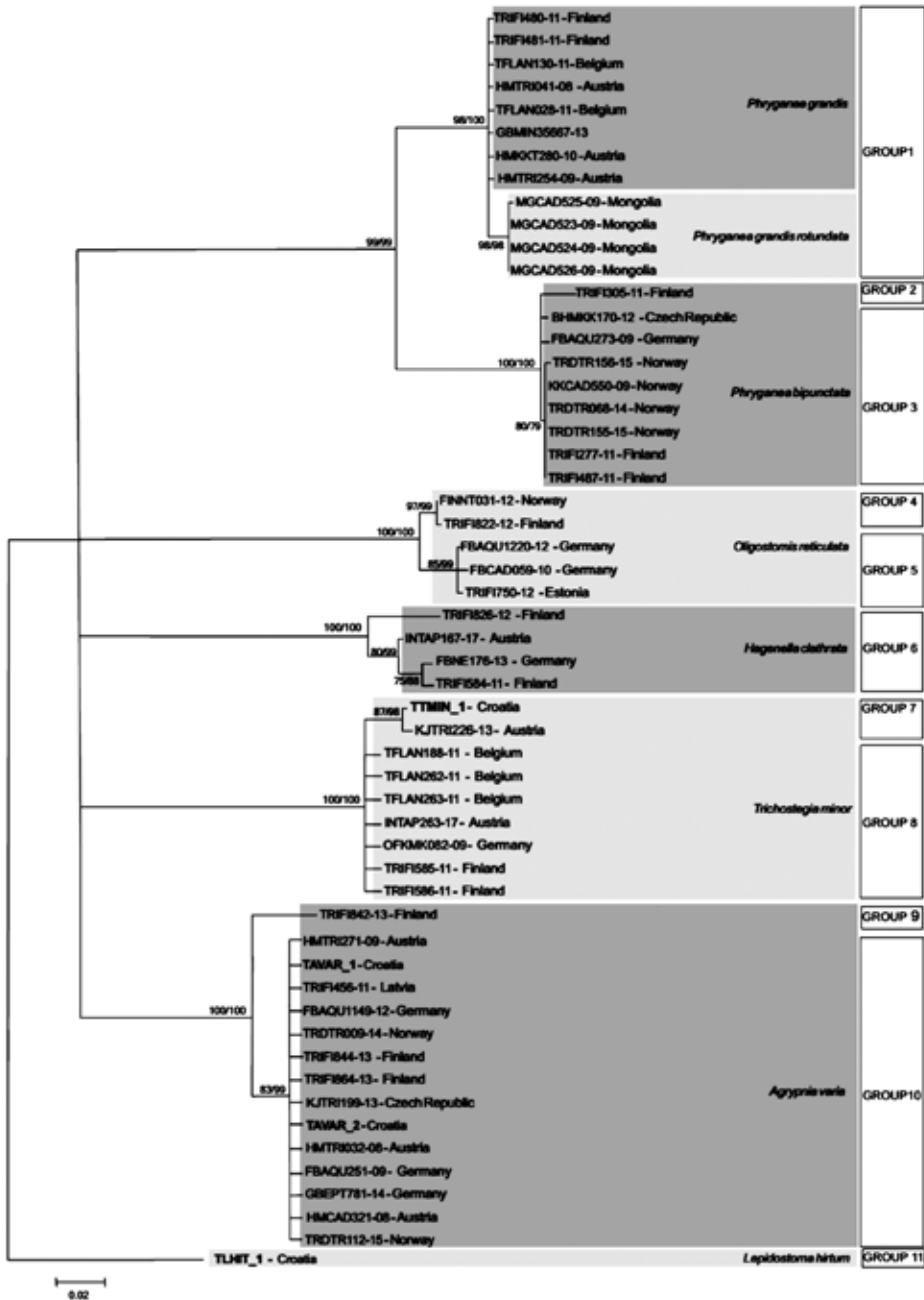 TRIFI480-11-Finland
TRIFI481-11-Finland
TFLAN130-11-Belgium
HMTRI041-08 -Austria
98/100
TFLAN028-11-Belgium
Phryganea grandis
GBMIN35667-13
HMKKT280-10-Austria
HMTRI254-09-Austria
GROUP1
MGCAD525-09-Mongolia
MGCAD523-09-Mongolia
Phryganea grandis rotundata
98/98
MGCAD524-09-Mongolia
MGCAD526-09-Mongolia
99/99
TRIFI305-11-Finland
GROUP 2
BHMKK170-12 -Czech Republic
FBAQU273-09 -Germany
100/100
TRDTR156-15 -Norway
KKCAD550-09-Norway
Phryganea bipunctata
GROUP 3
TRDTR068-14-Norway
80/79
TRDTR155-15-Norway
TRIFI277-11-Finland
TRIFI487-11-Finland
97/99
FINNT031-12-Norway
GROUP 4
TRIFI822-12-Finland
100/100
Oligostomis reticulata
FBAQU1220-12 -Germany
85/99
FBCAD059-10 -Germany
GROUP 5
TRIFI750-12-Estonia
TRIFI826-12 -Finland
100/100
INTAP167-17- Austria
80/99
Hagenella clathrata
GROUP 6
FBNE176-13 - Germany
75/88
TRIFI584-11 - Finland
87/98
TTMIN_1- Croatia
GROUP 7
KJTRI226-13- Austria
TFLAN188-11 - Belgium
TFLAN262-11 - Belgium
100/100
TFLAN263-11 - Belgium
Trichostegia minor
INTAP263-17- Austria
GROUP 8
OFKMK082-09- Germany
TRIFI585-11 - Finland
TRIFI586-11 - Finland
TRIFI842-13-Finland
GROUP 9
HMTRI271-09-Austria
TAVAR_1-Croatia
TRIFI456-11- Latvia
100/100
FBAQU1149-12-Germany
TRDTR009-14-Norway
TRIFI844-13 -Finland
TRIFI864-13-Finland
83/99
KJTRI199-13-Czech Republic
Agrypnia varia
GROUP10
TAVAR_2-Croatia
HMTRI032-08-Austria
FBAQU251-09 -Germany
GBEPT781-14-Germany
HMCAD321-08-Austria
TRDTR112-15-Norway
TLHIT_1 - Croatia
Lepidostoma hirtum
GROUP 11
0.02